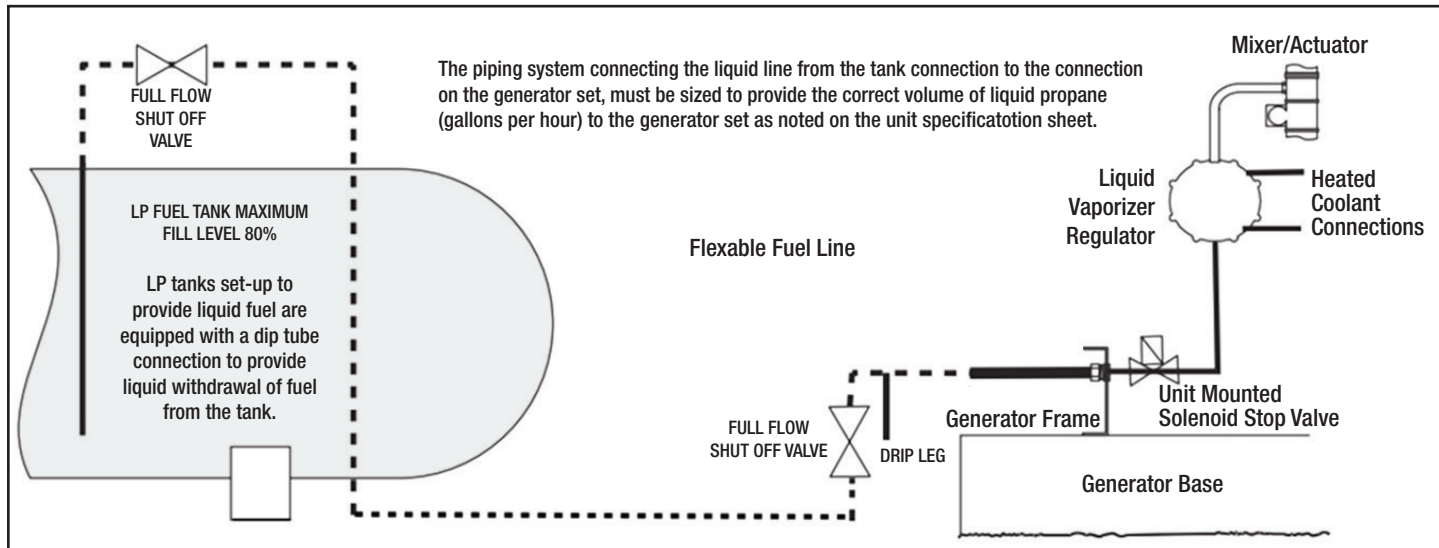 Mixer/Actuator
The piping system connecting the liquid line from the tank connection to the connection
on the generator set, must be sized to provide the correct volume of liquid propane
(gallons per hour) to the generator set as noted on the unit specificatotion sheet.
FULL FLOW
SHUT OFF
VALVE
LP FUEL TANK MAXIMUM
FILL LEVEL 80%
LP tanks set-up to
provide liquid fuel are
equipped with a dip tube
connection to provide
liquid withdrawal of fuel
from the tank.
Flexable Fuel Line
Liquid
Vaporizer
Regulator
Heated
Coolant
Connections
FULL FLOW
SHUT OFF VALVE
DRIP LEG
Generator Frame
Unit Mounted
Solenoid Stop Valve
Generator Base